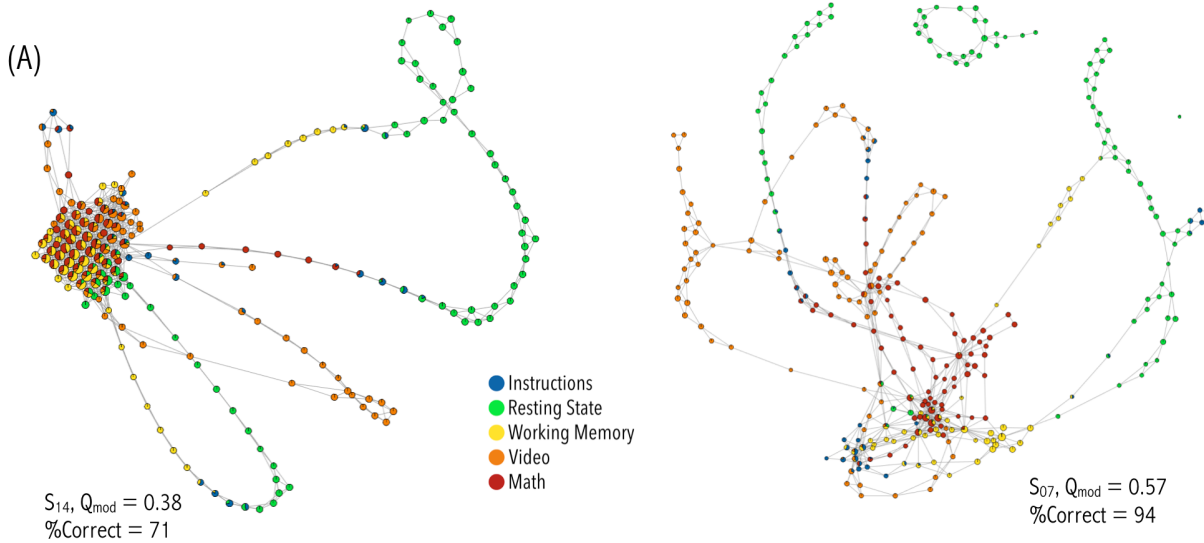 (A)
Instructions
Resting State
Working Memory
Video
Math
S14, Qmod = 0.38
%Correct = 71
S07, Qmod = 0.57
%Correct = 94